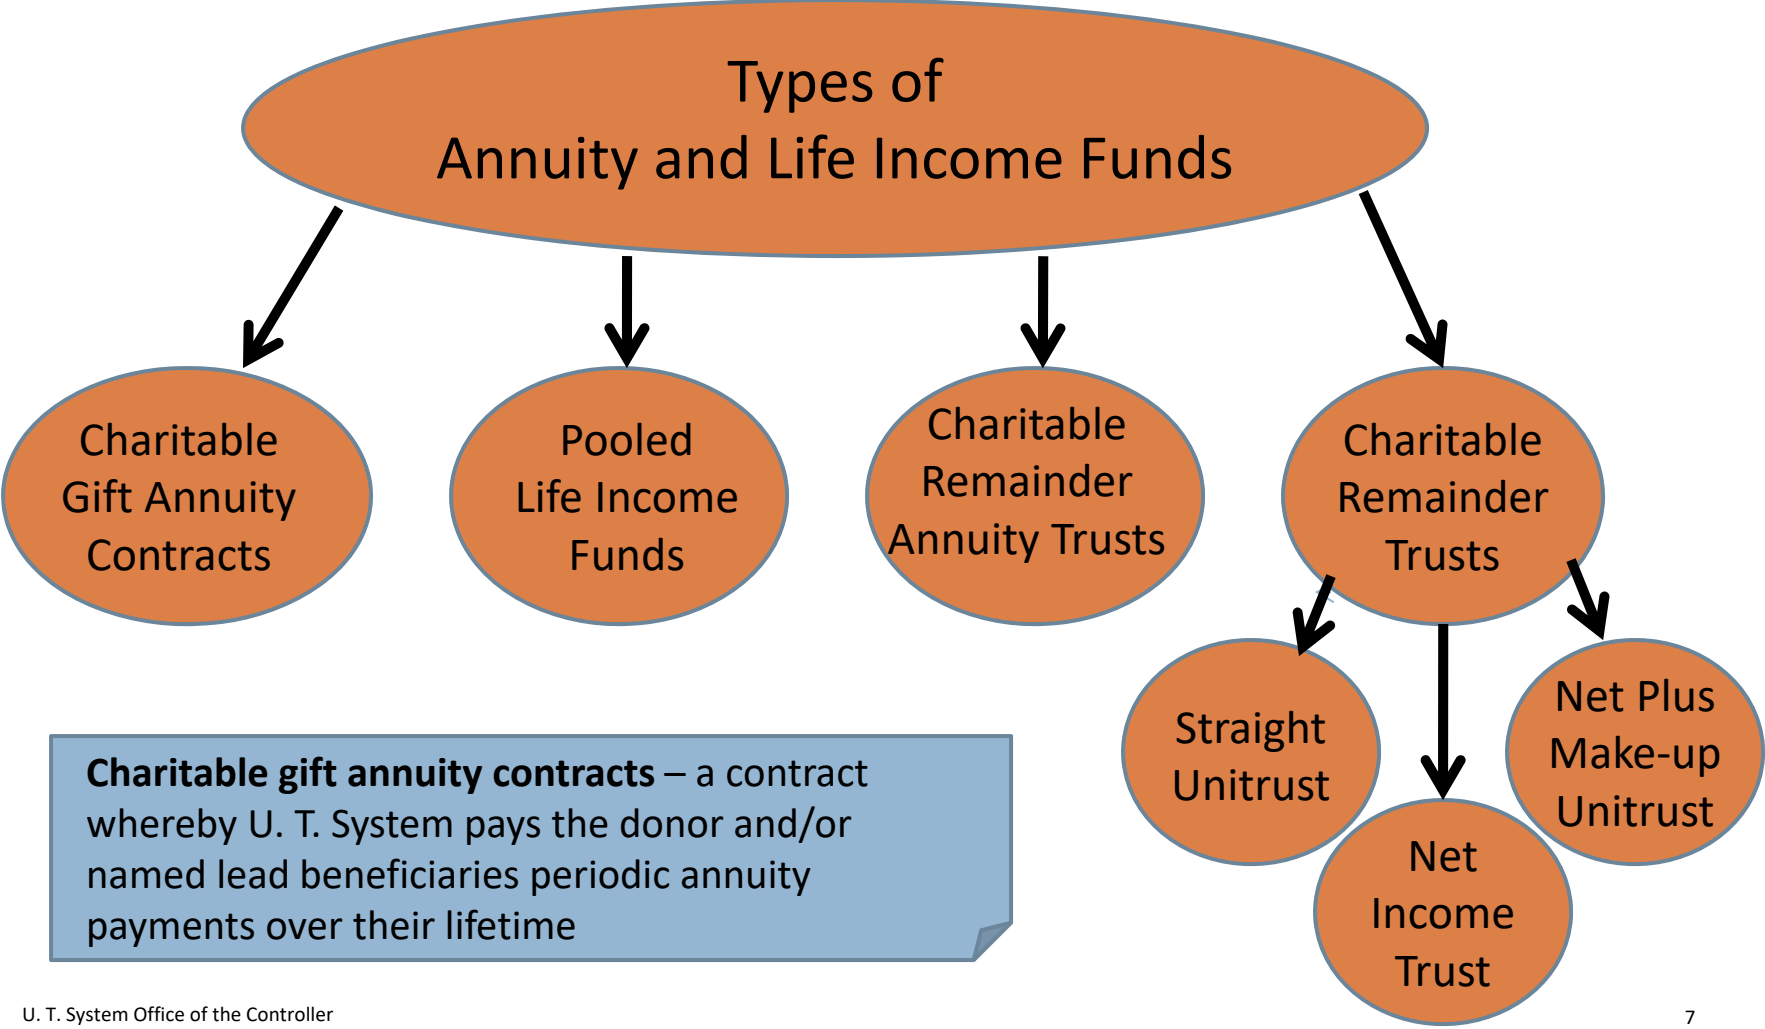 Types of
Annuity and Life Income Funds
Charitable
Gift Annuity
Contracts
Pooled
Life Income
Funds
Charitable
Remainder
Annuity Trusts
Charitable
Remainder
Trusts
Straight
Unitrust
Net
Income
Trust
Net Plus
Make-up
Unitrust
Charitable gift annuity contracts – a contract
whereby U. T. System pays the donor and/or
named lead beneficiaries periodic annuity
payments over their lifetime
U. T. System Office of the Controller
7